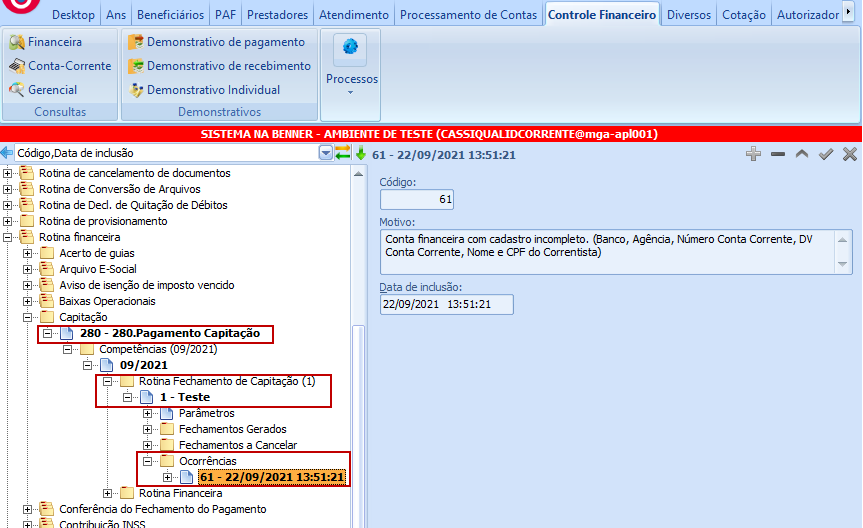 Desktop Ans Beneficiários PAF Prestadores Atendimento Processamento de Contas Controle Financeiro Diversos Cotação Autorizador
Financeira
Conta-Corrente
Gerencial
Consultas
Demonstrativo de pagamento
Demonstrativo de recebimento
Demonstrativo Individual
Demonstrativos
Processos
SISTEMA NA BENNER - AMBIENTE DE TESTE (CASSIQUALIDCORRENTE@mga-apl001)
Código,Data de inclusão
Rotina de cancelamento de documentos
Rotina de Conversão de Arquivos
Rotina de Decl. de Quitação de Débitos
Rotina de provisionamento
Rotina financeira
Acerto de guias
Arquivo E-Social
Aviso de isenção de imposto vencido
Baixas Operacionais
Capitação
280 - 280.Pagamento Capitação
Competências (09/2021)
09/2021
Rotina Fechamento de Capitação (1)
1 - Teste
Parâmetros
Fechamentos Gerados
Fechamentos a Cancelar
Ocorrências
61 - 22/09/2021 13:51:21
Rotina Financeira
Conferência do Fechamento do Pagamento
Contribuição INSS
61 - 22/09/2021 13:51:21
Código:
61
Motivo:
Conta financeira com cadastro incompleto. (Banco, Agência, Número Conta Corrente, DV
Conta Corrente, Nome e CPF do Correntista)
Data de inclusão:
22/09/2021 13:51:21